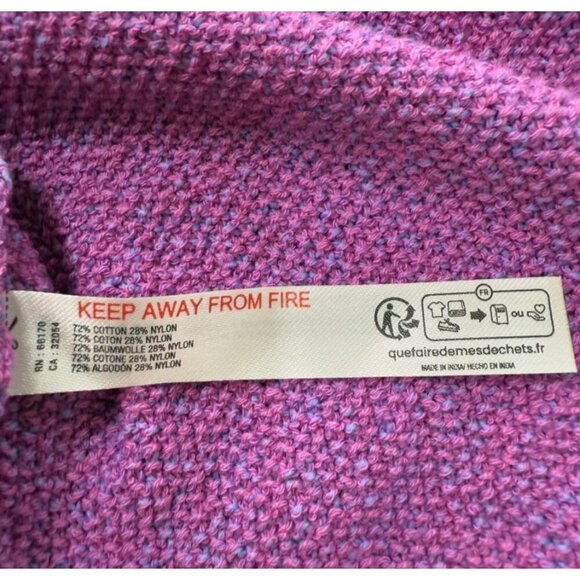 KEEP AWAY FROM FIRE
72% COTTON 28% NYLON
72% COTON 28% NYLON
72% BAUMWOLLE 28% NYLON
72% COTONE 28% NYLON
72% ALGODÓN 28% NYLON
RN : 66170
CA : 32054
FR
OU
quefairedemesdechets.fr
MADE IN INDIA/ HECHO EN INDIA